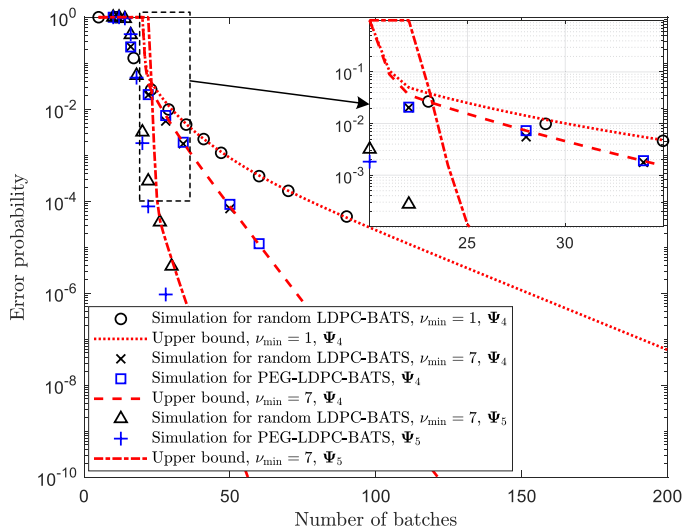 10^0
10^-2
10^-4
10^-6
10^-8
10^-10
Error probability
10^-1
10^-2
10^-3
25
30
Simulation for random LDPC-BATS, ν_min = 1, Ψ_4
Upper bound, ν_min = 1, Ψ_4
Simulation for random LDPC-BATS, ν_min = 7, Ψ_4
Simulation for PEG-LDPC-BATS, Ψ_4
Upper bound, ν_min = 7, Ψ_4
Simulation for random LDPC-BATS, ν_min = 7, Ψ_5
Simulation for PEG-LDPC-BATS, Ψ_5
Upper bound, ν_min = 7, Ψ_5
0 50 100 150 200
Number of batches